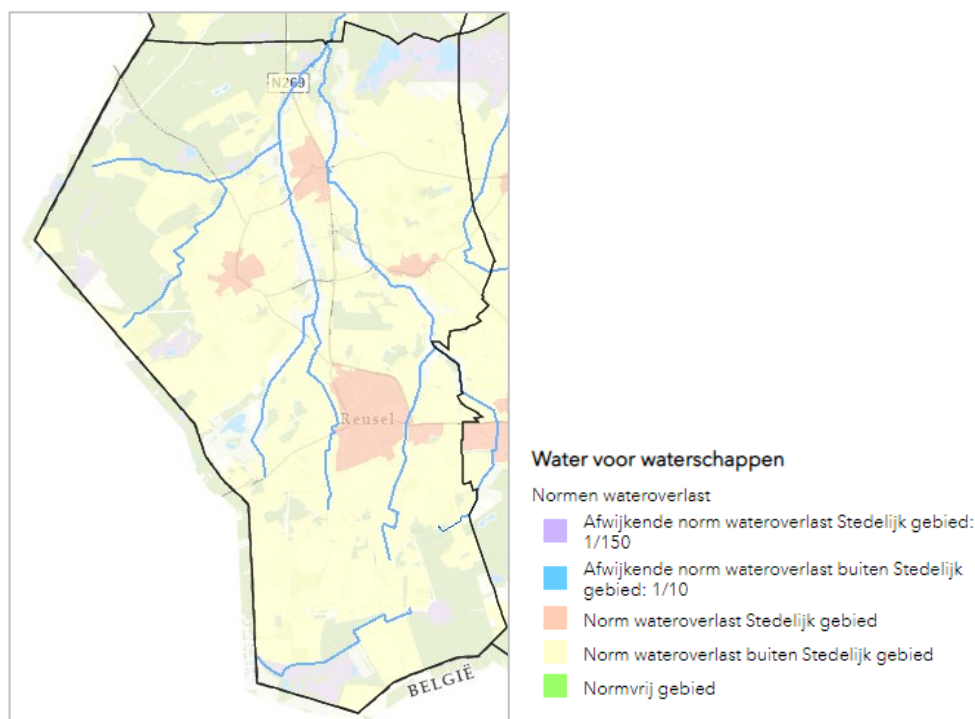 N269
Reusel
BELGIË
Water voor waterschappen
Normen wateroverlast
Afwijkende norm wateroverlast Stedelijk gebied:
1/150
Afwijkende norm wateroverlast buiten Stedelijk
gebied: 1/10
Norm wateroverlast Stedelijk gebied
Norm wateroverlast buiten Stedelijk gebied
Normvrij gebied